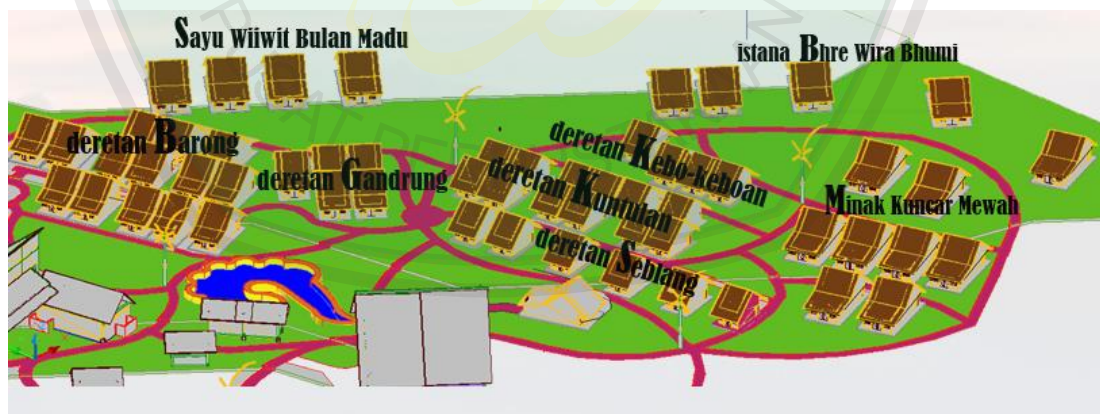 Sayu Wiiwit Bulan Madu
istana Bhre Wira Bhumi
deretan Barong
deretan Gandrung
deretan Kebo-keboan
deretan Kuntulan
deretan Seblang
Minak Kuncar Mewah